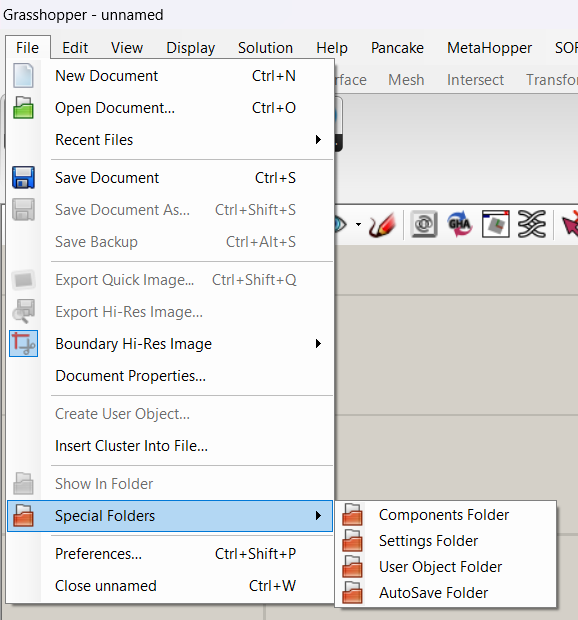 Grasshopper - unnamed
File Edit View Display Solution Help Pancake MetaHopper
Mesh Intersect
New Document Ctrl+N
Open Document... Ctrl+O
Recent Files
Save Document Ctrl+S
Save Document As... Ctrl+Shift+S
Save Backup Ctrl+Alt+S
GHA
Export Quick Image... Ctrl+Shift+Q
Export Hi-Res Image...
Boundary Hi-Res Image
Document Properties...
Create User Object...
Insert Cluster Into File...
Show In Folder
Special Folders
Components Folder
Settings Folder
User Object Folder
AutoSave Folder
Preferences... Ctrl+Shift+P
Close unnamed Ctrl+W